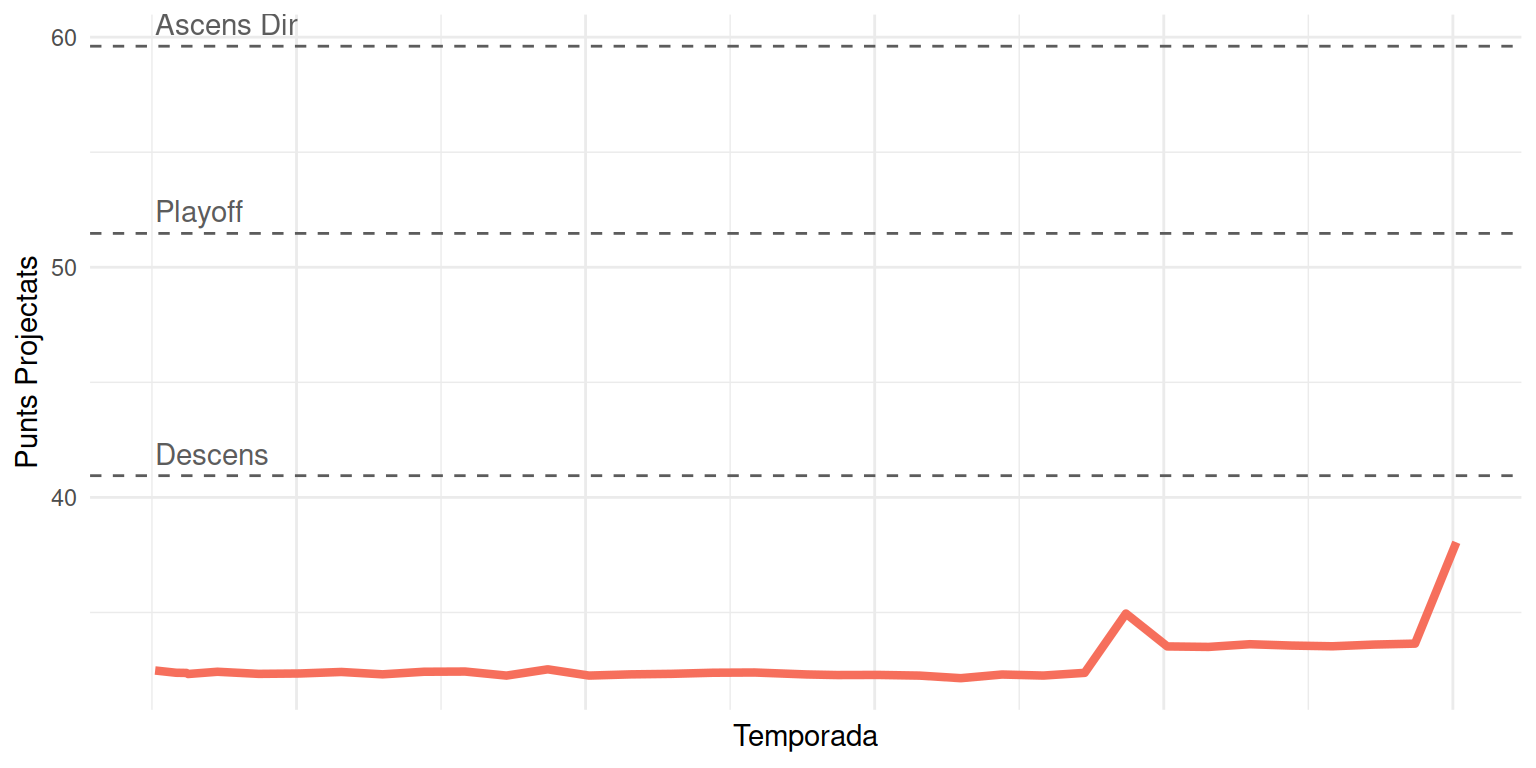 Ascens Dir
60
Playoff
50
Descens
40
Punts Projectats
Temporada